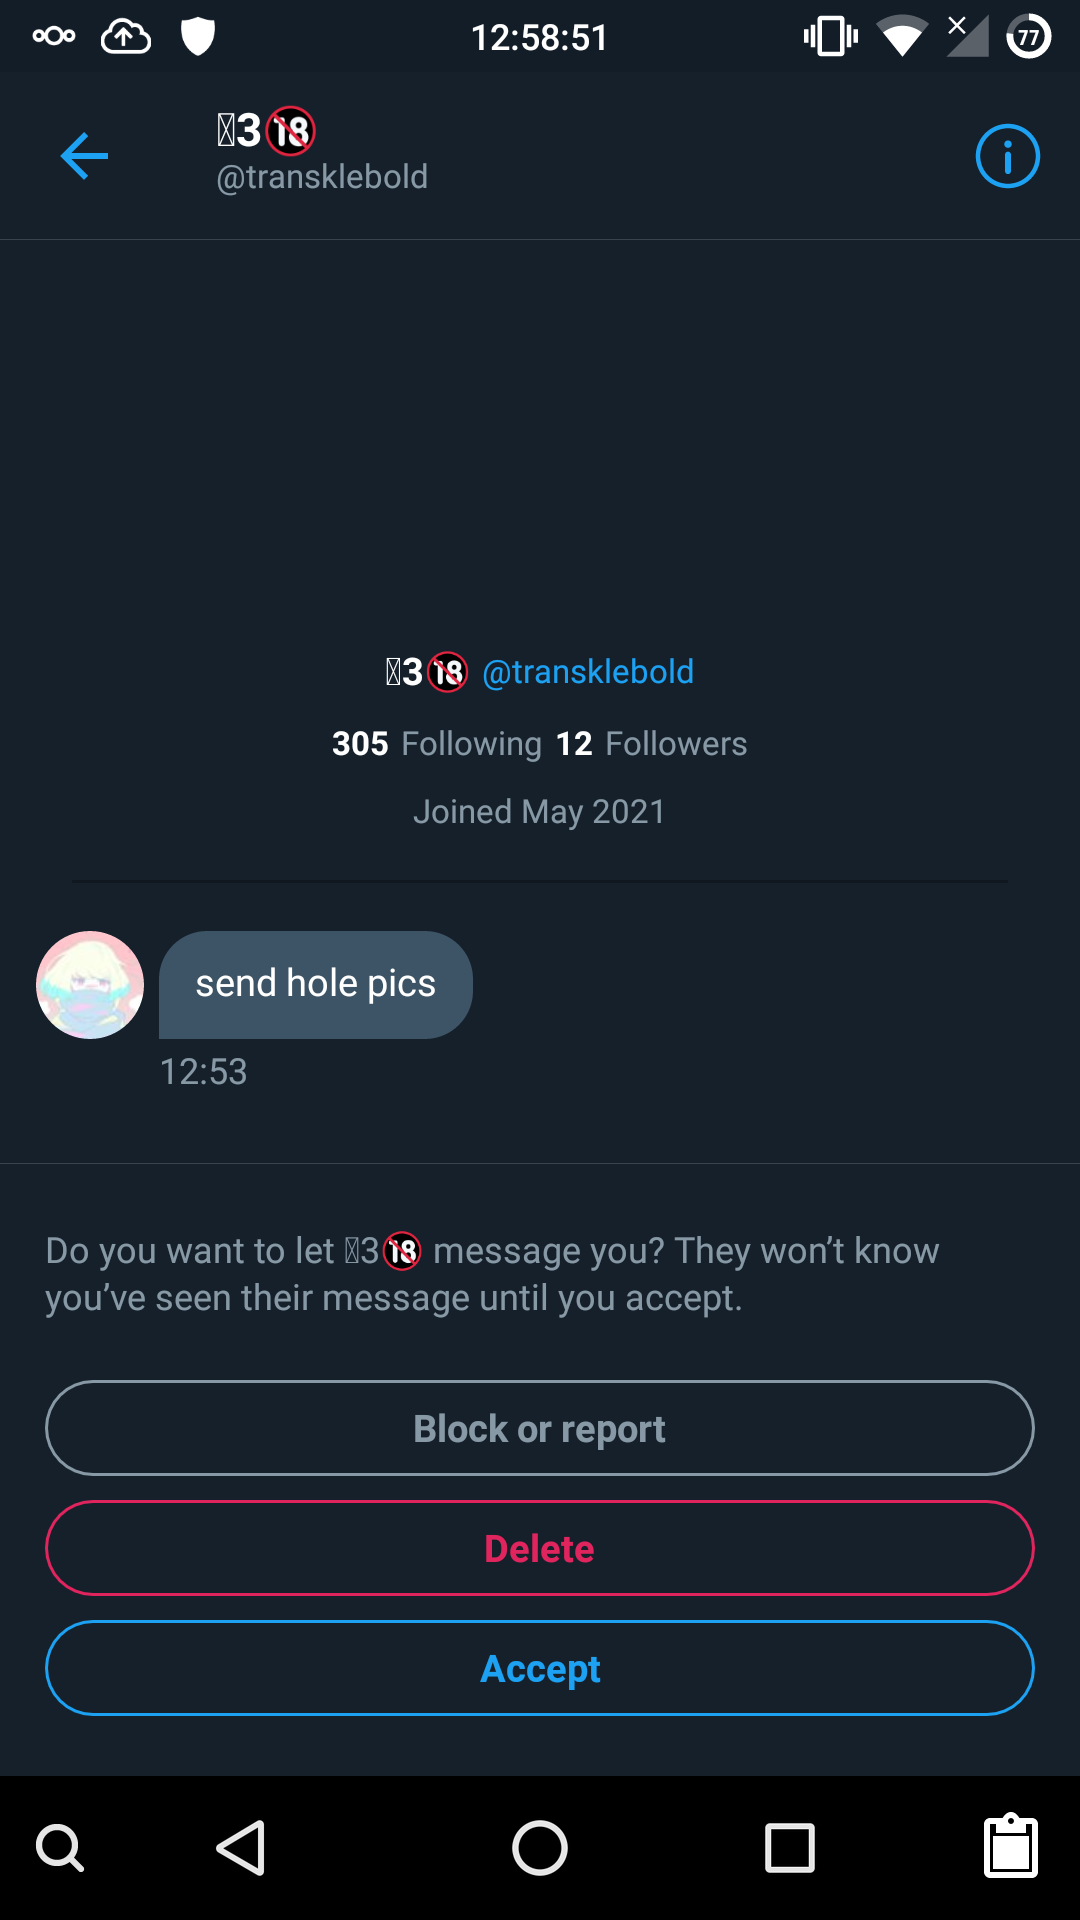 12:58:51
77
3🔞
@transklebold
3🔞 @transklebold
305 Following 12 Followers
Joined May 2021
send hole pics
12:53
Do you want to let 3🔞 message you? They won’t know
you’ve seen their message until you accept.
Block or report
Delete
Accept